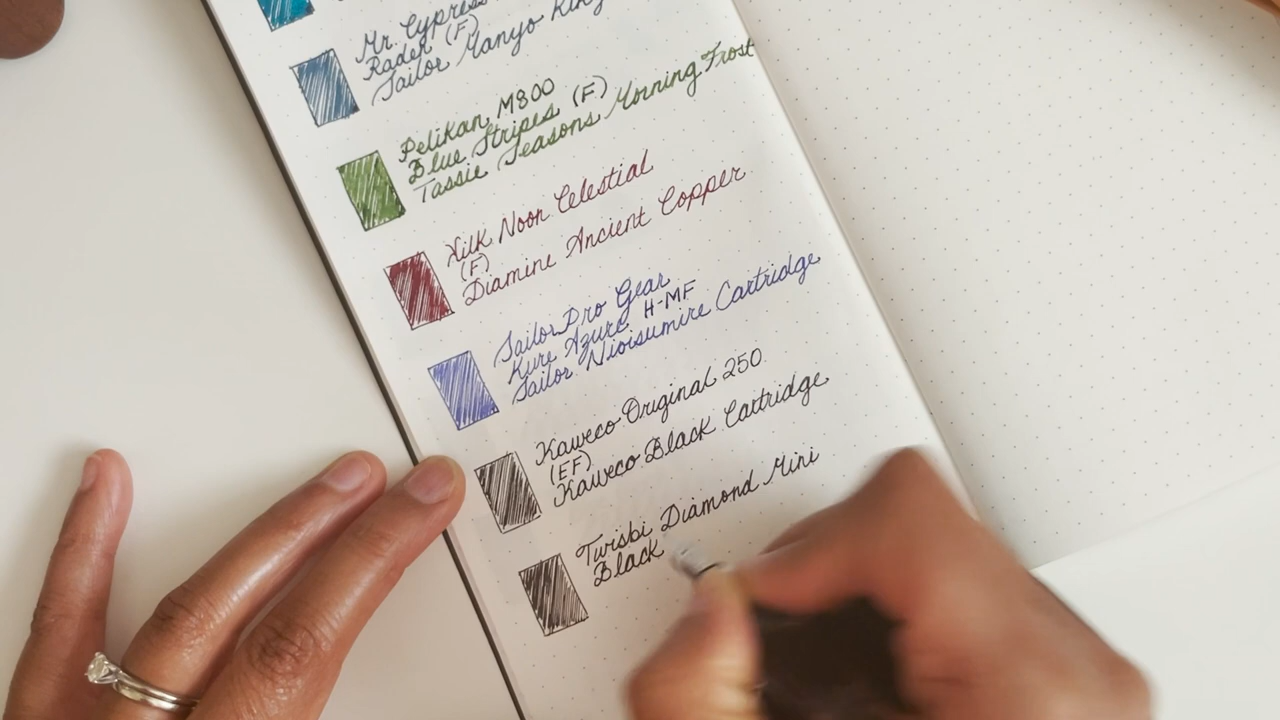 Mr. Cypress
Rader (F)
Sailor Manyo
Pelikan M800
Blue Stripes (F)
Tassie Seasons Morning Frost
Xilk Noor Celestial
(F)
Diamine Ancient Copper
Sailor Pro Gear
Kure Azure H-MF
Sailor Nioisumire Cartridge
Kaweco Original 250
(EF)
Kaweco Black Cartridge
Twisbi Diamond Mini
Black